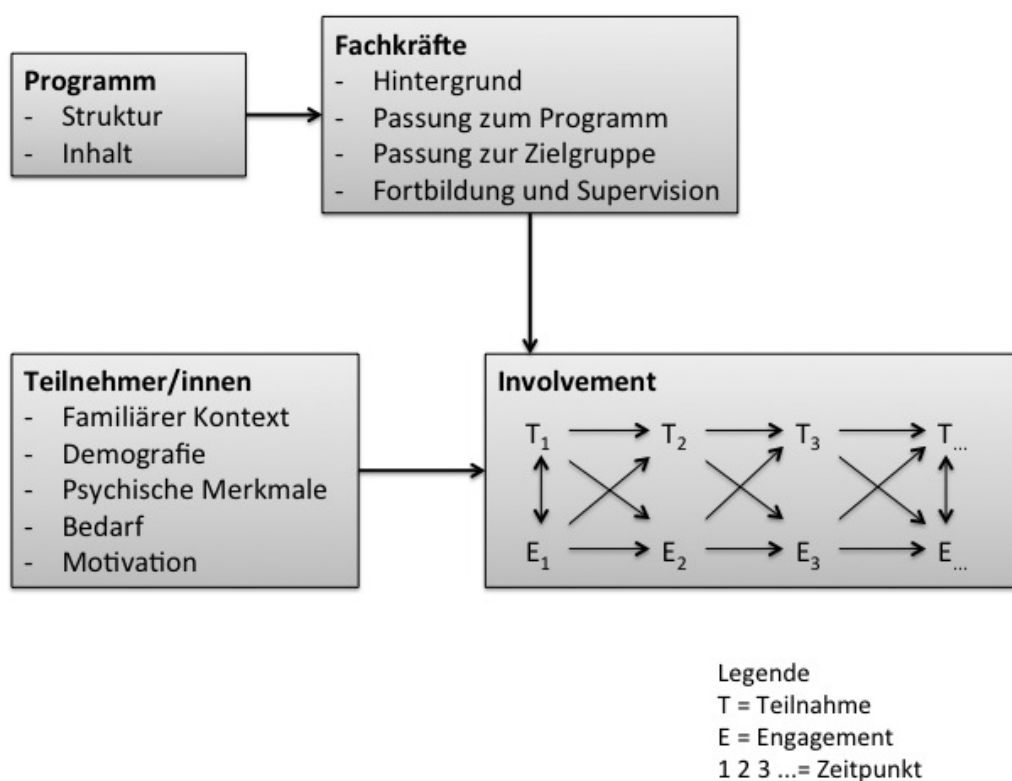 Programm
- Struktur
- Inhalt
Fachkräfte
- Hintergrund
- Passung zum Programm
- Passung zur Zielgruppe
- Fortbildung und Supervision
Teilnehmer/innen
- Familiärer Kontext
- Demografie
- Psychische Merkmale
- Bedarf
- Motivation
Involvement
T1 T2 T3 T...
E1 E2 E3 E...
Legende
T = Teilnahme
E = Engagement
1 2 3 ...= Zeitpunkt